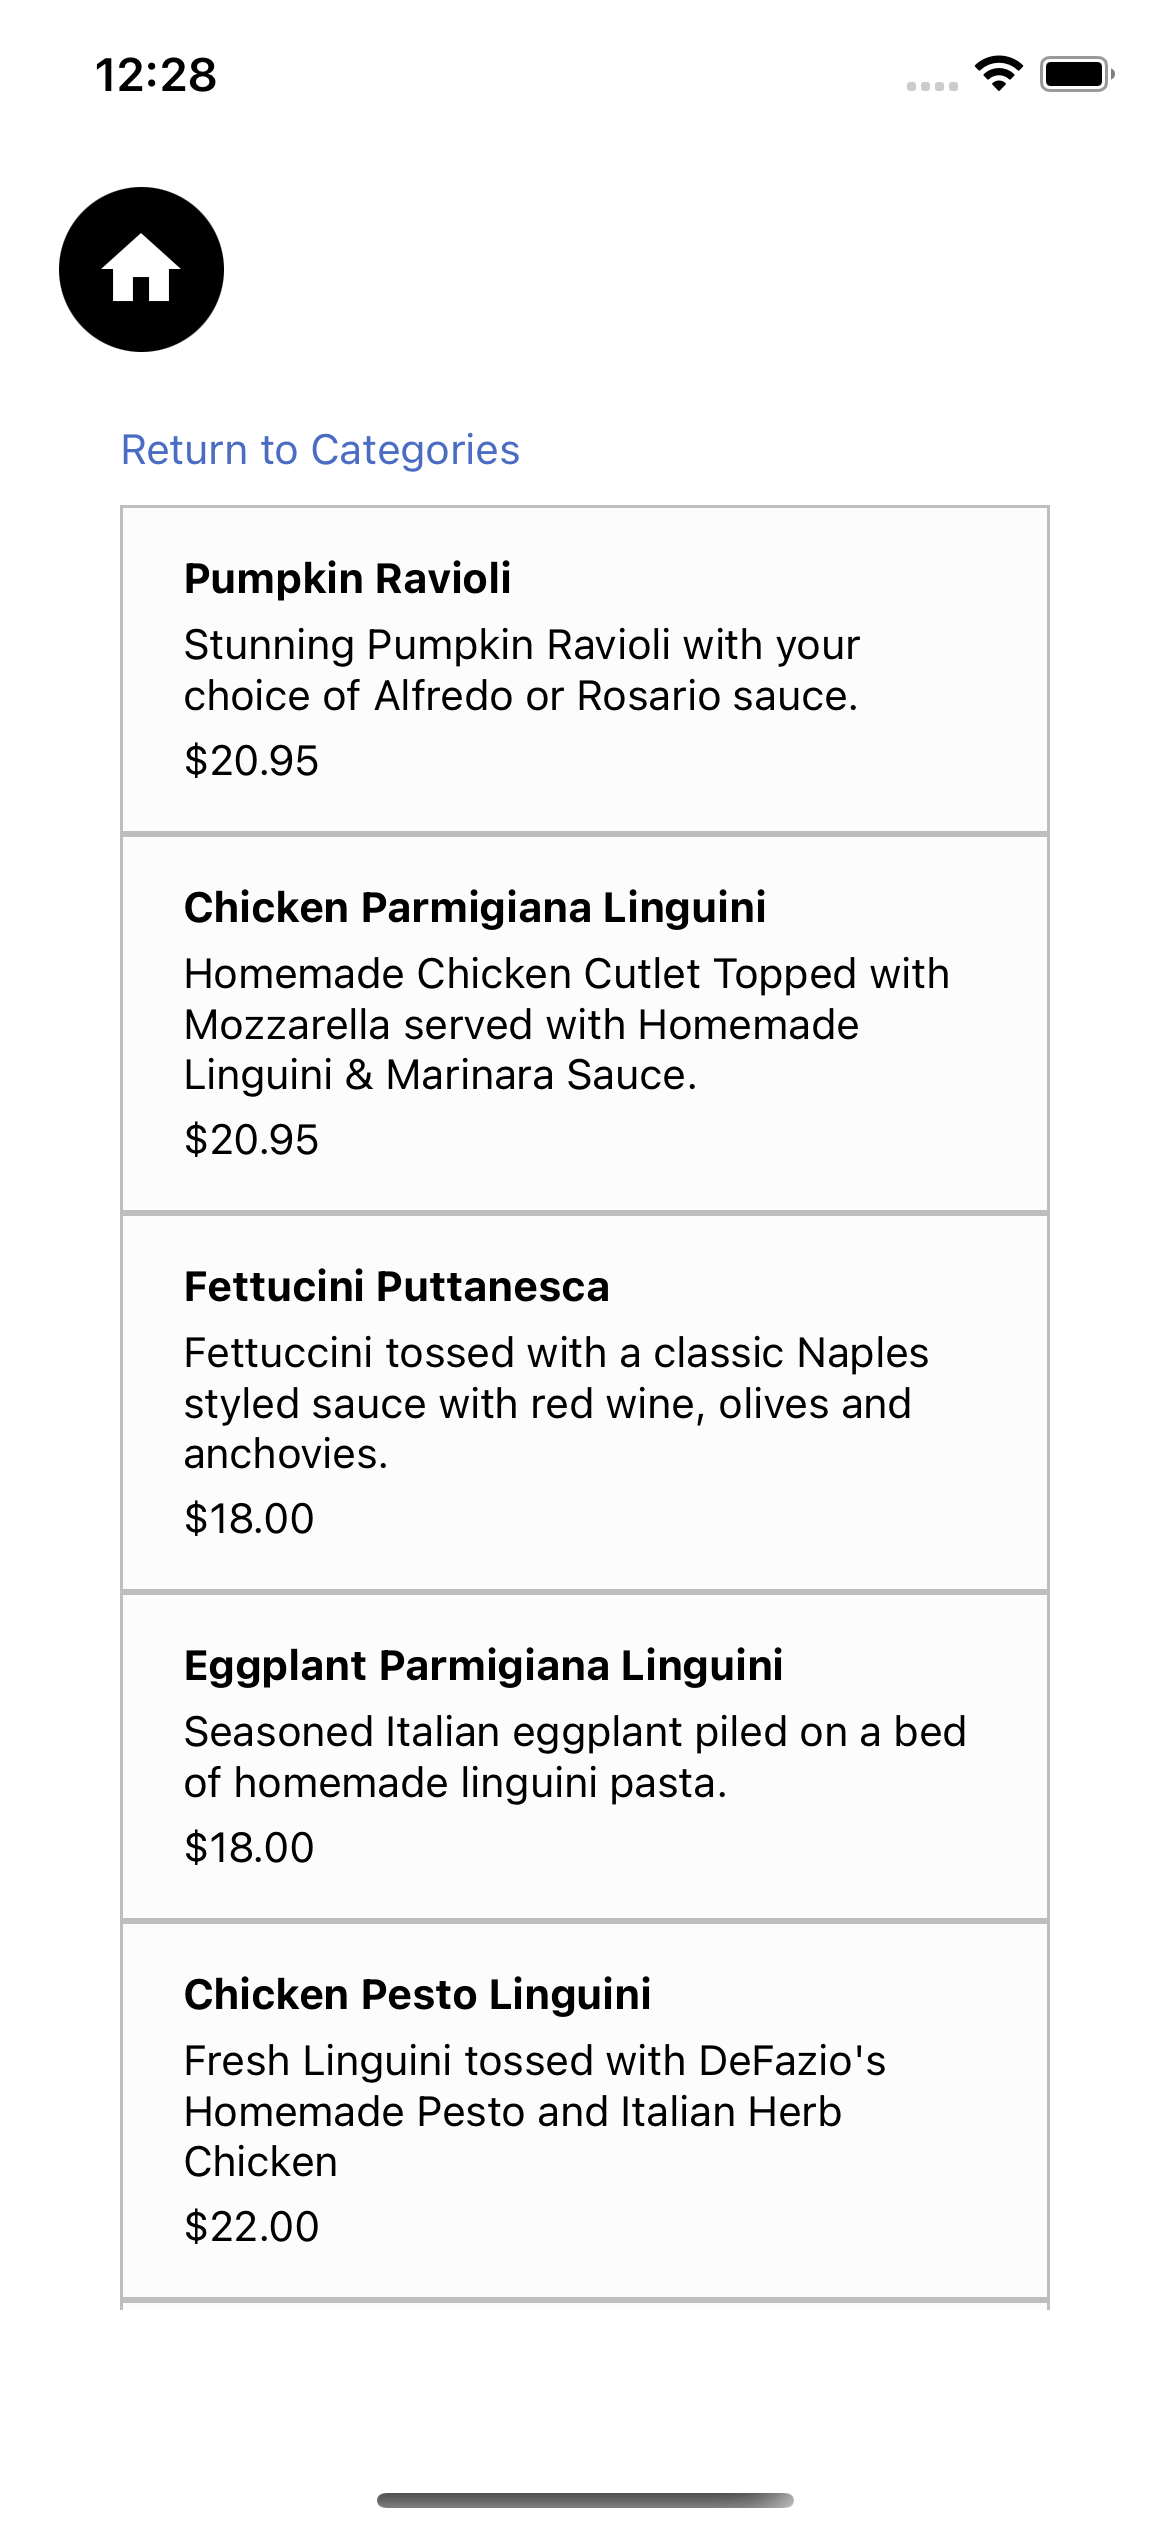 12:28
Return to Categories
Pumpkin Ravioli
Stunning Pumpkin Ravioli with your
choice of Alfredo or Rosario sauce.
$20.95
Chicken Parmigiana Linguini
Homemade Chicken Cutlet Topped with
Mozzarella served with Homemade
Linguini & Marinara Sauce.
$20.95
Fettucini Puttanesca
Fettuccini tossed with a classic Naples
styled sauce with red wine, olives and
anchovies.
$18.00
Eggplant Parmigiana Linguini
Seasoned Italian eggplant piled on a bed
of homemade linguini pasta.
$18.00
Chicken Pesto Linguini
Fresh Linguini tossed with DeFazio's
Homemade Pesto and Italian Herb
Chicken
$22.00